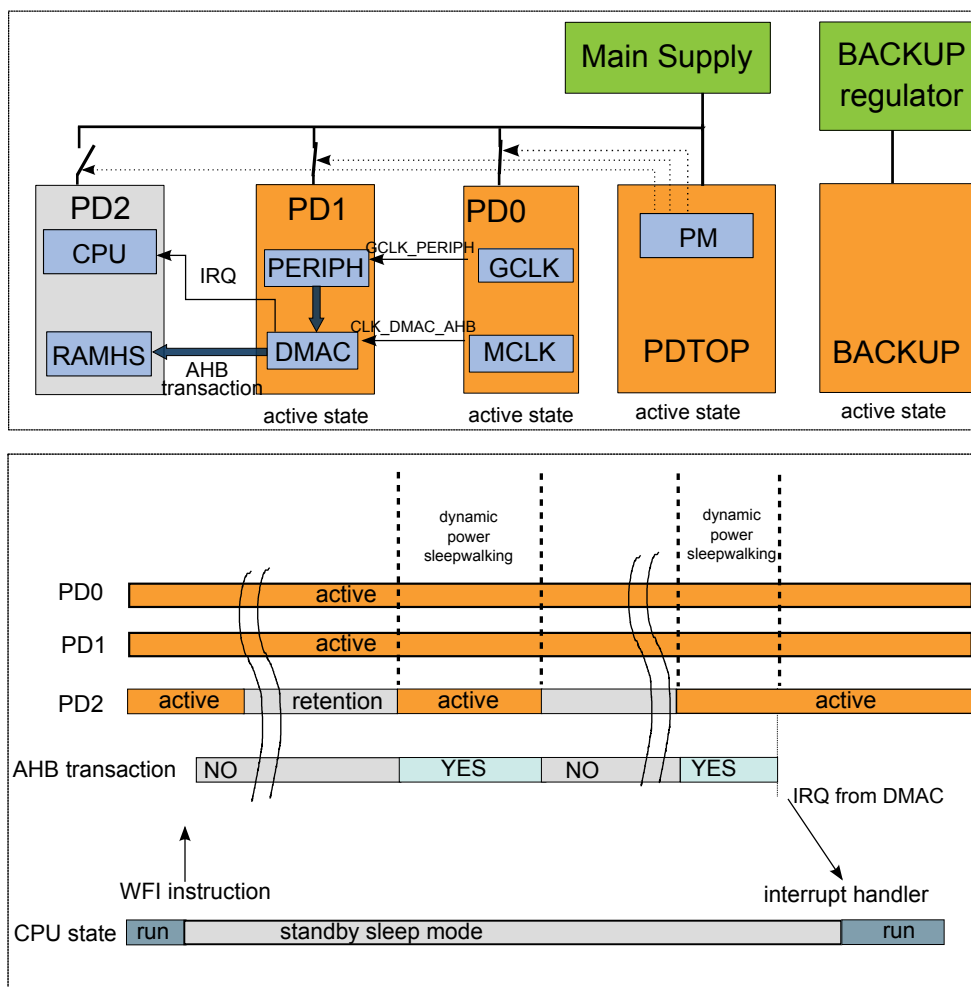 Main Supply
BACKUP
regulator
PD2
PD1
PD0
CPU
PERIPH
GCLK_PERIPH
GCLK
PM
IRQ
RAMHS
AHB
transaction
DMAC
CLK_DMAC_AHB
MCLK
PDTOP
BACKUP
active state
active state
active state
active state
dynamic
power
sleepwalking
dynamic
power
sleepwalking
PD0
active
PD1
active
PD2
active
retention
active
active
AHB transaction
NO
YES
NO
YES
IRQ from DMAC
WFI instruction
interrupt handler
CPU state
run
standby sleep mode
run